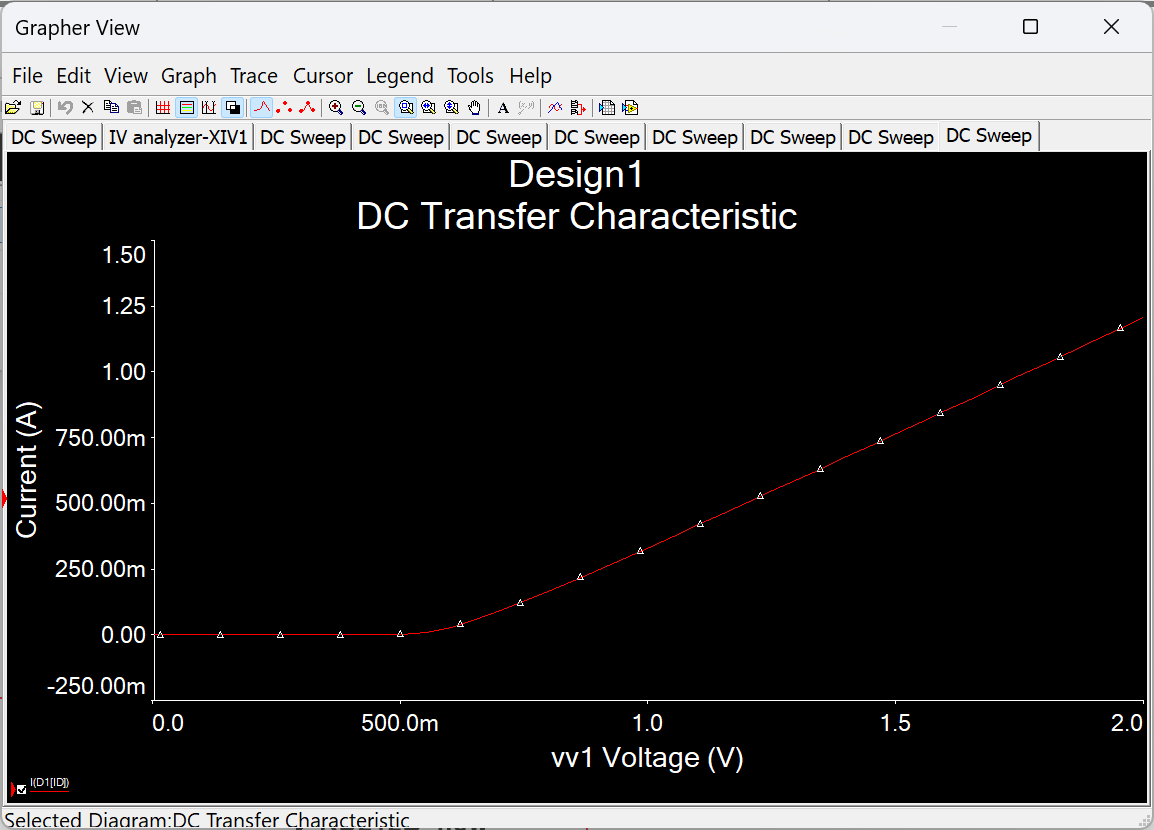 Grapher View
File Edit View Graph Trace Cursor Legend Tools Help
DC Sweep IV analyzer-XIV1 DC Sweep DC Sweep DC Sweep DC Sweep DC Sweep DC Sweep DC Sweep DC Sweep
Design1
DC Transfer Characteristic
1.50
1.25
1.00
750.00m
500.00m
250.00m
0.00
-250.00m
Current (A)
0.0 500.0m 1.0 1.5 2.0
vv1 Voltage (V)
I(D1[ID])
Selected Diagram:DC Transfer Characteristic